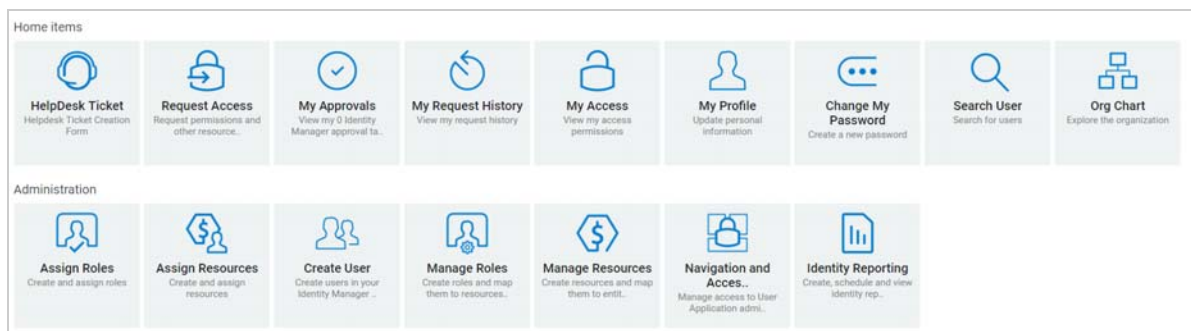 Home items
HelpDesk Ticket
Helpdesk Ticket Creation
Form
Request Access
Request permissions and
other resource..
My Approvals
View my 0 Identity
Manager approval ta..
My Request History
View my request history
My Access
View my access
permissions
My Profile
Update personal
information
Change My
Password
Create a new password
Search User
Search for users
Org Chart
Explore the organization
Administration
Assign Roles
Create and assign roles
Assign Resources
Create and assign
resources
Create User
Create users in your
Identity Manager ..
Manage Roles
Create roles and map
them to resources..
Manage Resources
Create resources and map
them to entit..
Navigation and
Acces..
Manage access to User
Application admi..
Identity Reporting
Create, schedule and view
identity rep..